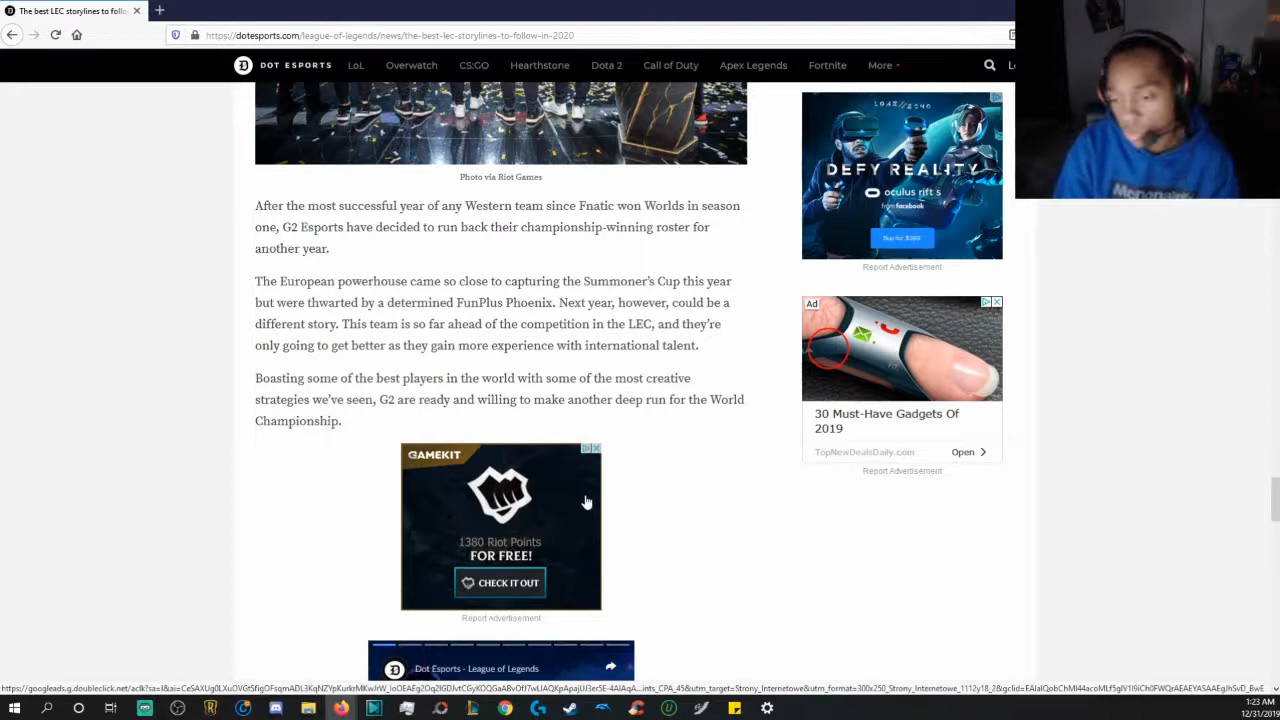 The best LEC storylines to follo
https://dotesports.com/league-of-legends/news/the-best-lec-storylines-to-follow-in-2020
DOT ESPORTS
LoL
Overwatch
CS:GO
Hearthstone
Dota 2
Call of Duty
Apex Legends
Fortnite
More
Photo via Riot Games
After the most successful year of any Western team since Fnatic won Worlds in season
one, G2 Esports have decided to run back their championship-winning roster for
another year.
The European powerhouse came so close to capturing the Summoner's Cup this year
but were thwarted by a determined FunPlus Phoenix. Next year, however, could be a
different story. This team is so far ahead of the competition in the LEC, and they're
only going to get better as they gain more experience with international talent.
Boasting some of the best players in the world with some of the most creative
strategies we've seen, G2 are ready and willing to make another deep run for the World
Championship.
GAMEKIT
1380 Riot Points
FOR FREE!
CHECK IT OUT
Report Advertisement
Dot Esports - League of Legends
DEFY REALITY
oculus rift s
from facebook
Buy for $399
Report Advertisement
Ad
30 Must-Have Gadgets Of
2019
TopNewDealsDaily.com
Open
Report Advertisement
1:23 AM
12/31/2019